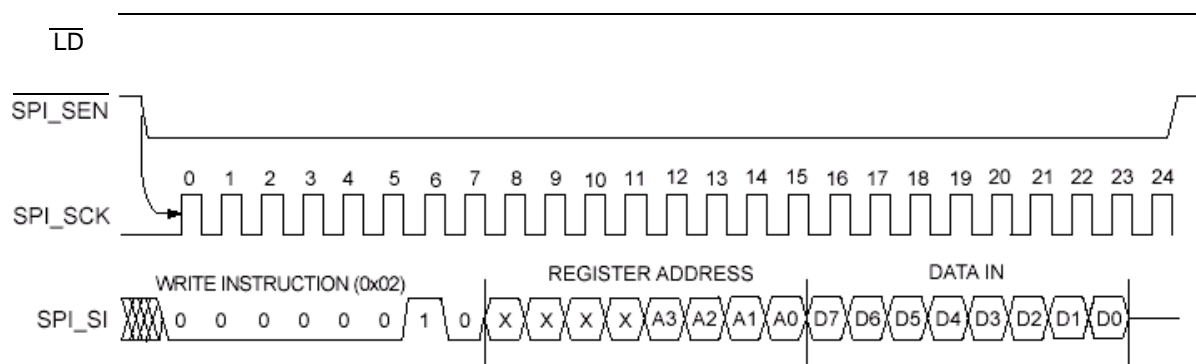 LD
SPI_SEN
0 1 2 3 4 5 6 7 8 9 10 11 12 13 14 15 16 17 18 19 20 21 22 23 24
SPI_SCK
WRITE INSTRUCTION (0x02) REGISTER ADDRESS DATA IN
SPI_SI 0 0 0 0 0 0 1 0 X X X X A3 A2 A1 A0 D7 D6 D5 D4 D3 D2 D1 D0